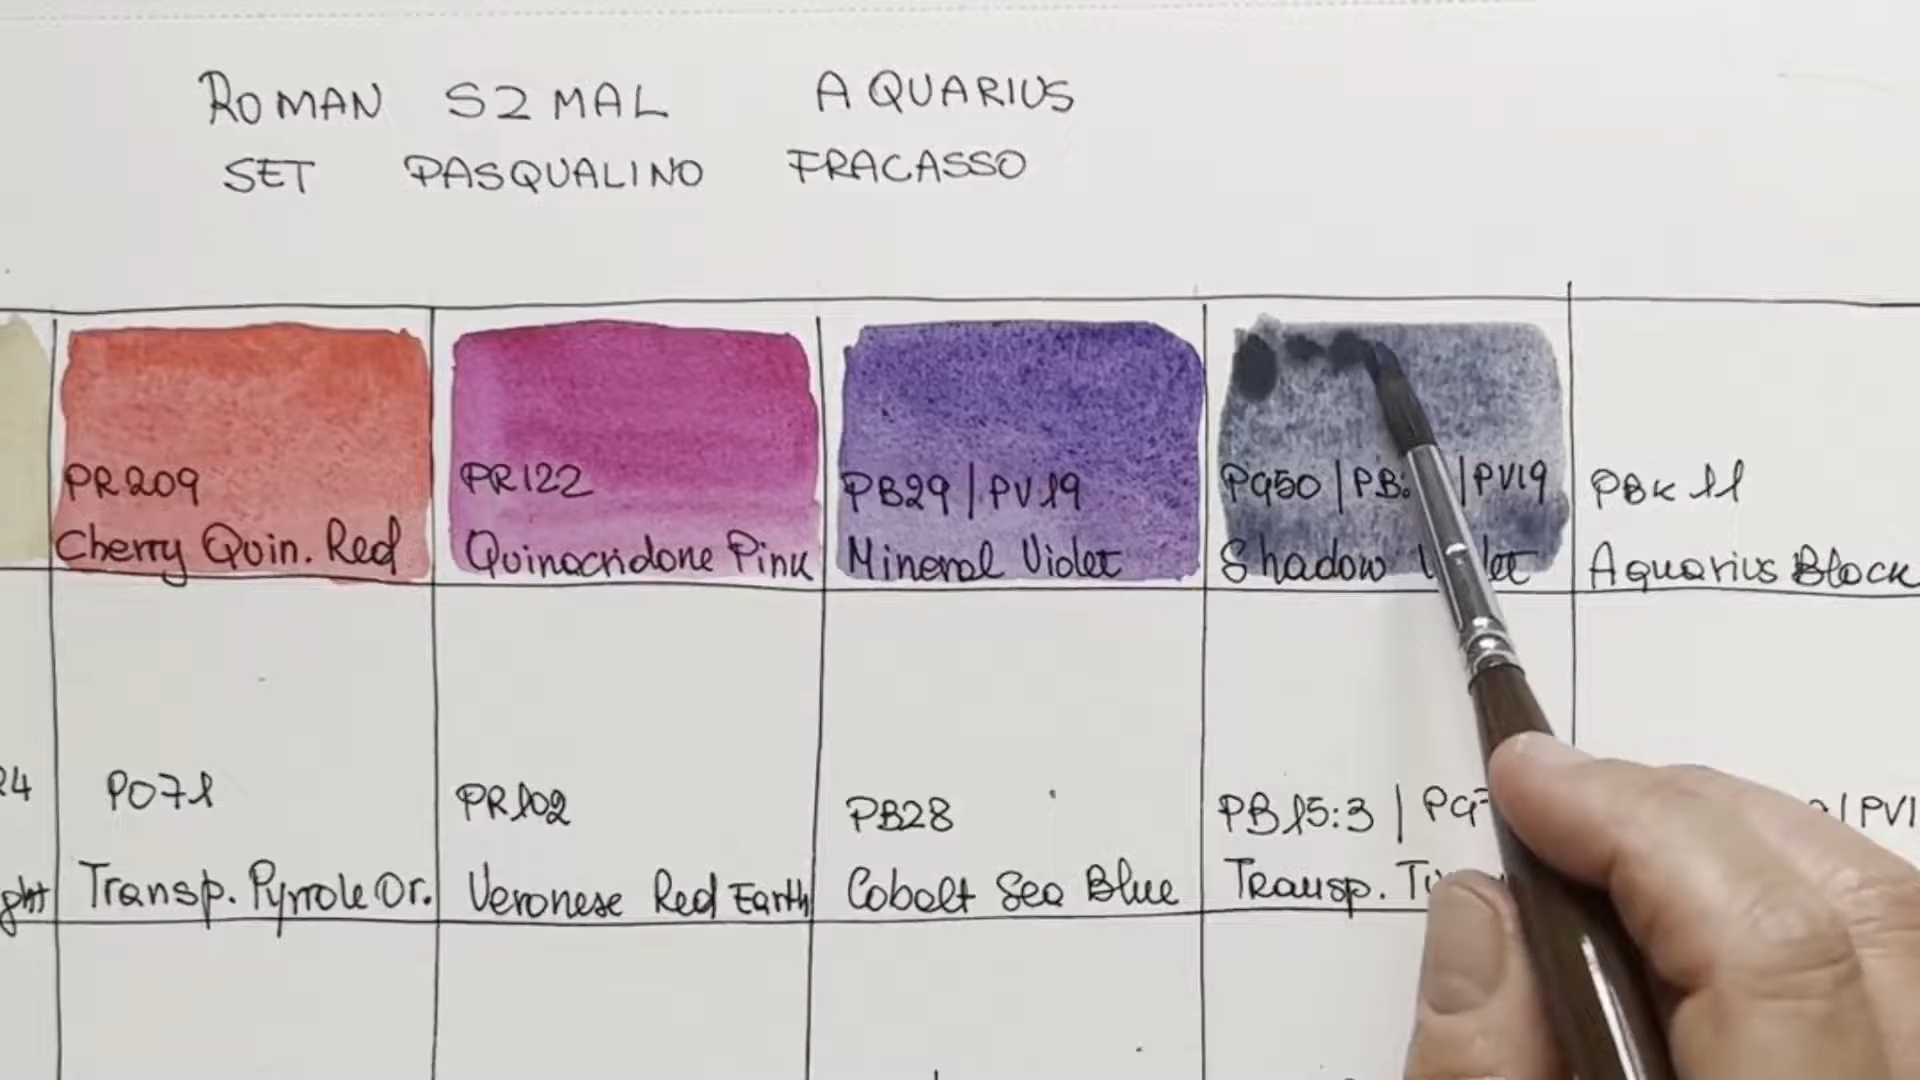 ROMAN SZMAL AQUARIUS
SET PASQUALINO FRACASSO
PR209
Cherry Quin. Red
PR122
Quinacridone Pink
PB29 | PV19
Mineral Violet
PG50 | PB | PV19
Shadow
PBK 11
Aquarius Black
PO71
Transp. Pyrrole Or.
PR102
Veronese Red Earth
PB28
Cobalt Sea Blue
PB15:3 |
Transp.